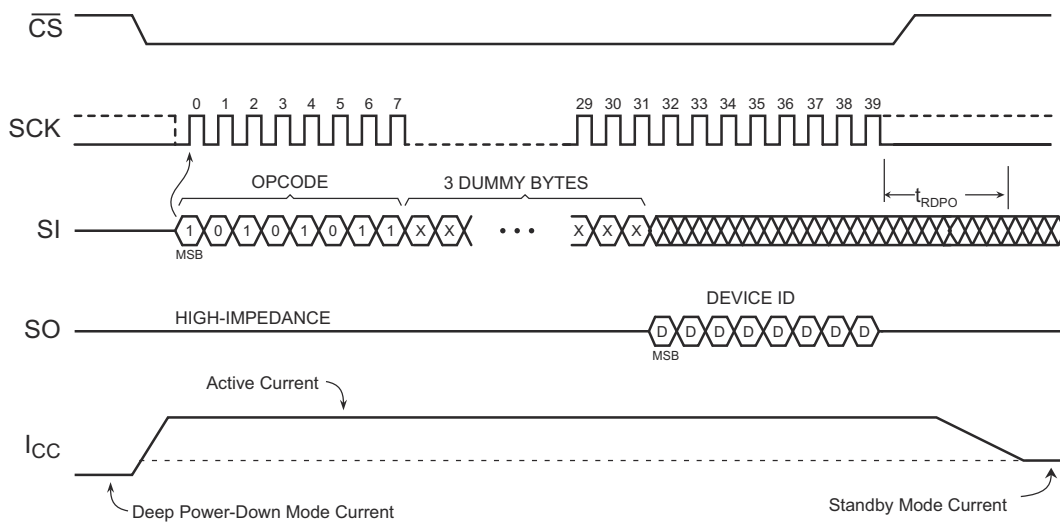 CS
0 1 2 3 4 5 6 7 29 30 31 32 33 34 35 36 37 38 39
SCK
OPCODE 3 DUMMY BYTES
tRDPO
SI 1 0 1 0 1 0 1 1 X X • • • X X X
MSB
DEVICE ID
SO HIGH-IMPEDANCE D D D D D D D D
MSB
Active Current
ICC
Deep Power-Down Mode Current Standby Mode Current